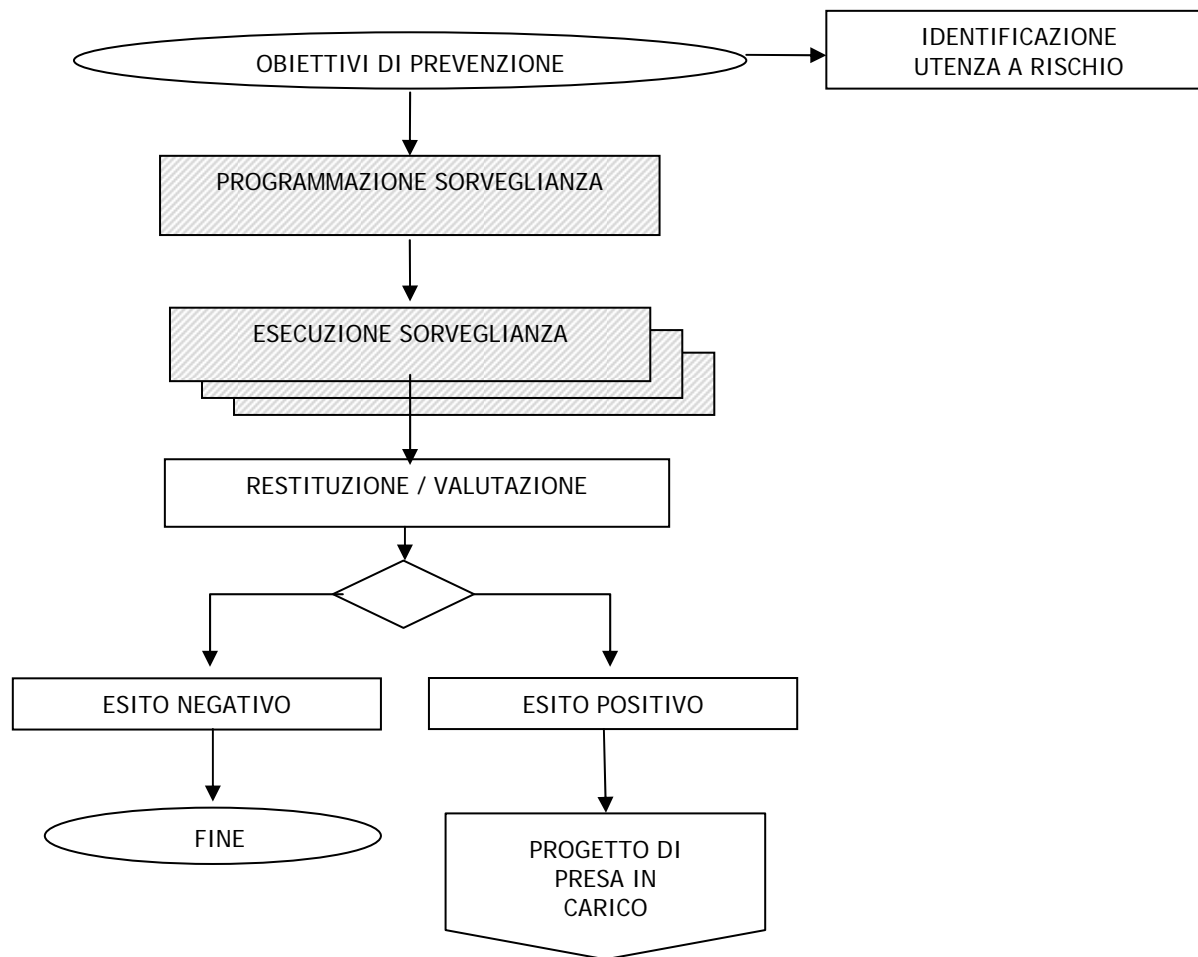 OBIETTIVI DI PREVENZIONE
IDENTIFICAZIONE
UTENZA A RISCHIO
PROGRAMMAZIONE SORVEGLIANZA
ESECUZIONE SORVEGLIANZA
RESTITUZIONE / VALUTAZIONE
ESITO NEGATIVO
ESITO POSITIVO
FINE
PROGETTO DI
PRESA IN
CARICO